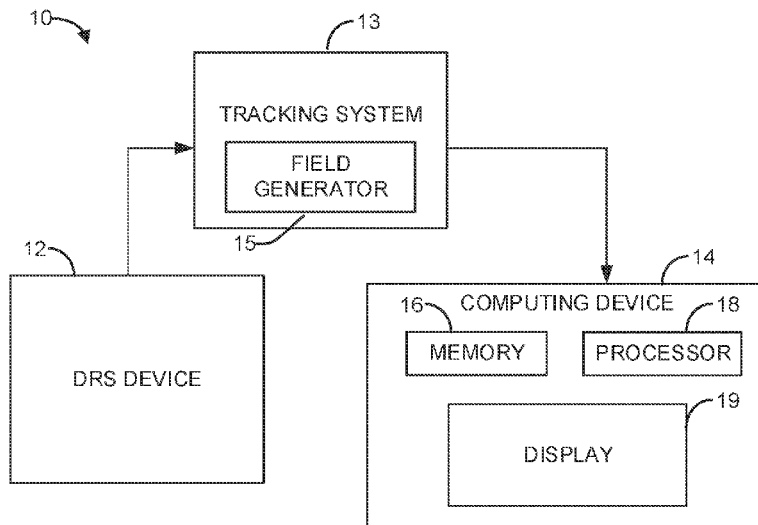 10
13
TRACKING SYSTEM
FIELD
GENERATOR
15
12
DRS DEVICE
14
COMPUTING DEVICE
16
18
MEMORY
PROCESSOR
19
DISPLAY